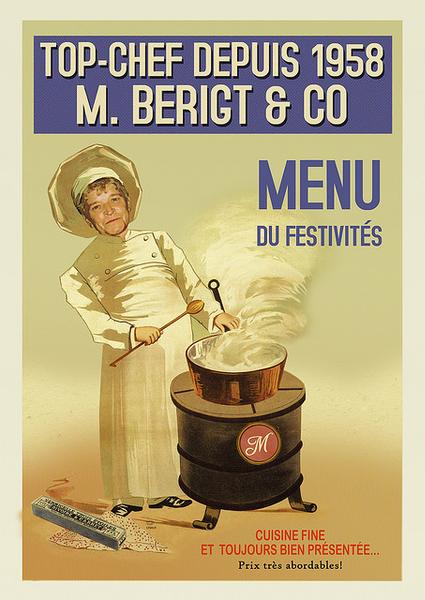 TOP-CHEF DEPUIS 1958
M. BERIGT & CO
MENU
DU FESTIVITÉS
M
CUISINE FINE
ET TOUJOURS BIEN PRÉSENTÉE...
Prix très abordables!